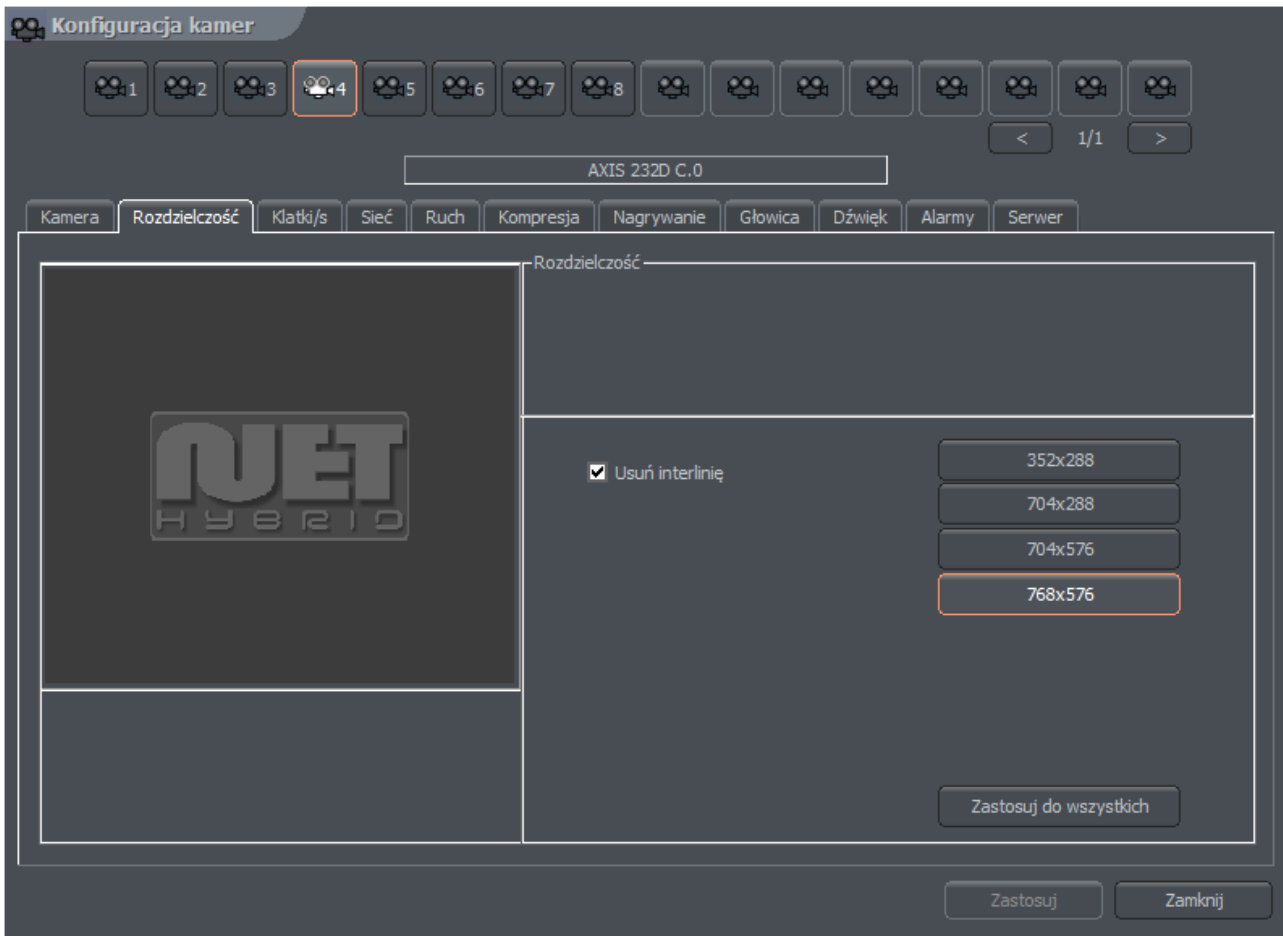 Konfiguracja kamer
1 2 3 4 5 6 7 8
< 1/1 >
AXIS 232D C.0
Kamera Rozdzielczość Klatki/s Sieć Ruch Kompresja Nagrywanie Głowica Dźwięk Alarmy Serwer
Rozdzielczość
NET
HYBRID
Usuń interlinię
352x288
704x288
704x576
768x576
Zastosuj do wszystkich
Zastosuj Zamknij